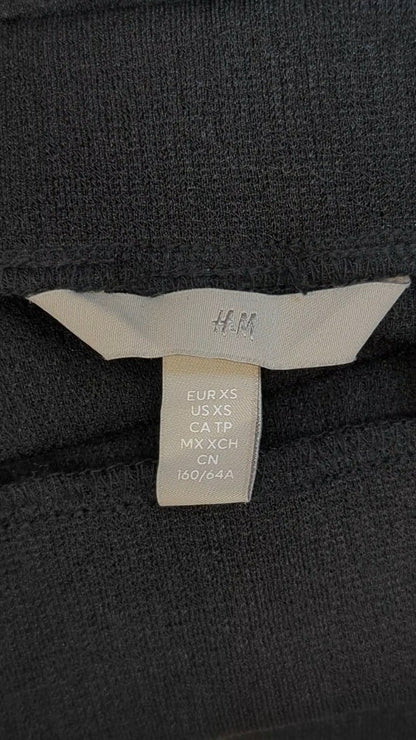 H&M
EUR XS
US XS
CA TP
MX XCH
CN
160/64A